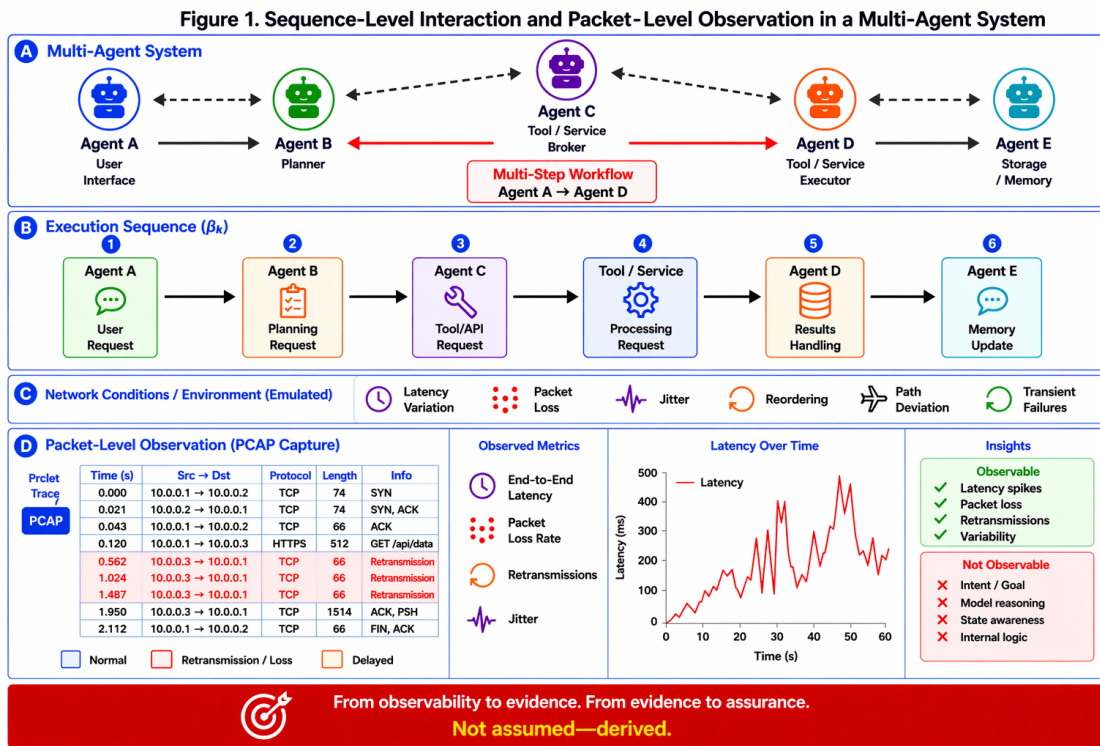 Figure 1. Sequence-Level Interaction and Packet-Level Observation in a Multi-Agent System
A Multi-Agent System
Agent A
User
Interface
Agent B
Planner
Agent C
Tool / Service
Broker
Agent D
Tool / Service
Executor
Agent E
Storage
/ Memory
Multi-Step Workflow
Agent A → Agent D
B Execution Sequence (βk)
1
Agent A
User
Request
2
Agent B
Planning
Request
3
Agent C
Tool/API
Request
4
Tool / Service
Processing
Request
5
Agent D
Results
Handling
6
Agent E
Memory
Update
C Network Conditions / Environment (Emulated)
Latency
Variation
Packet
Loss
Jitter
Reordering
Path
Deviation
Transient
Failures
D Packet-Level Observation (PCAP Capture)
Prclet
Trace
PCAP
Time (s) Src → Dst Protocol Length Info
0.000 10.0.0.1 → 10.0.0.2 TCP 74 SYN
0.021 10.0.0.2 → 10.0.0.1 TCP 74 SYN, ACK
0.043 10.0.0.1 → 10.0.0.2 TCP 66 ACK
0.120 10.0.0.1 → 10.0.0.3 HTTPS 512 GET /api/data
0.562 10.0.0.3 → 10.0.0.1 TCP 66 Retransmission
1.024 10.0.0.3 → 10.0.0.1 TCP 66 Retransmission
1.487 10.0.0.3 → 10.0.0.1 TCP 66 Retransmission
1.950 10.0.0.3 → 10.0.0.1 TCP 1514 ACK, PSH
2.112 10.0.0.1 → 10.0.0.2 TCP 66 FIN, ACK
Normal
Retransmission / Loss
Delayed
Observed Metrics
End-to-End
Latency
Packet
Loss Rate
Retransmissions
Jitter
Latency Over Time
Latency
Latency (ms)
500
400
300
200
100
0
0 10 20 30 40 50 60
Time (s)
Insights
Observable
✓ Latency spikes
✓ Packet loss
✓ Retransmissions
✓ Variability
Not Observable
✗ Intent / Goal
✗ Model reasoning
✗ State awareness
✗ Internal logic
From observability to evidence. From evidence to assurance.
Not assumed—derived.